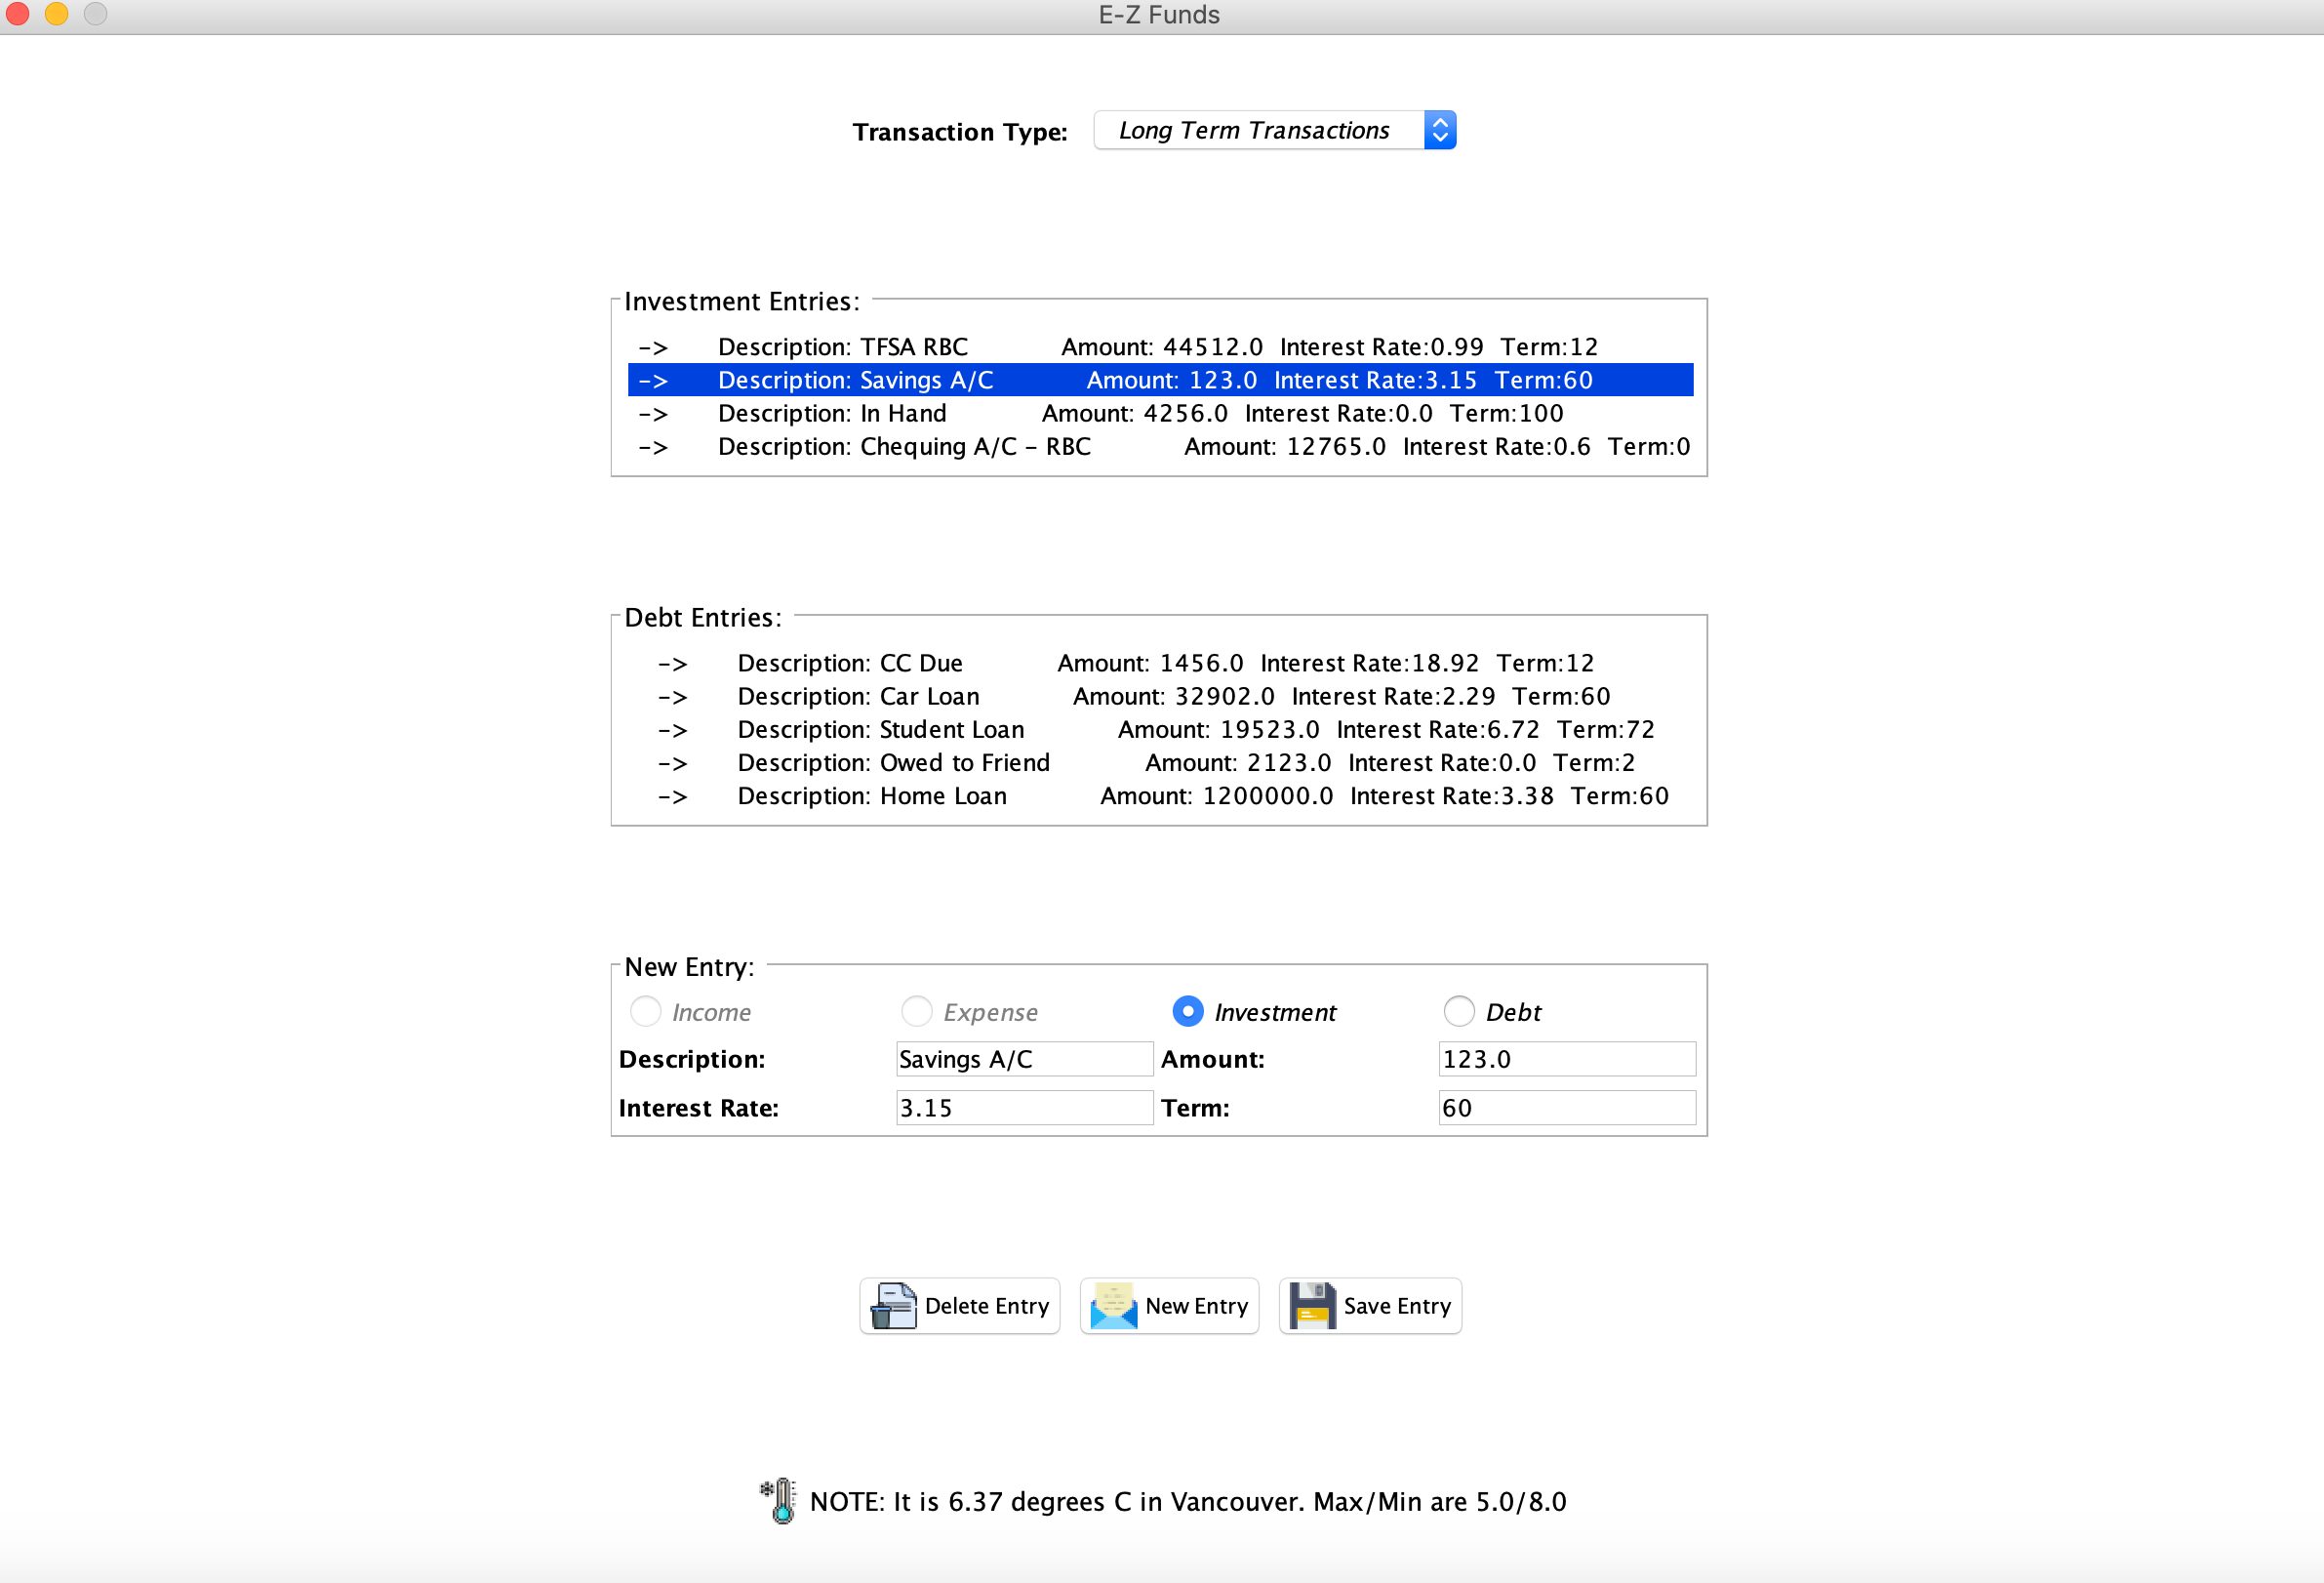 E-Z Funds
Transaction Type: Long Term Transactions
Investment Entries:
-> Description: TFSA RBC Amount: 44512.0 Interest Rate:0.99 Term:12
-> Description: Savings A/C Amount: 123.0 Interest Rate:3.15 Term:60
-> Description: In Hand Amount: 4256.0 Interest Rate:0.0 Term:100
-> Description: Chequing A/C - RBC Amount: 12765.0 Interest Rate:0.6 Term:0
Debt Entries:
-> Description: CC Due Amount: 1456.0 Interest Rate:18.92 Term:12
-> Description: Car Loan Amount: 32902.0 Interest Rate:2.29 Term:60
-> Description: Student Loan Amount: 19523.0 Interest Rate:6.72 Term:72
-> Description: Owed to Friend Amount: 2123.0 Interest Rate:0.0 Term:2
-> Description: Home Loan Amount: 1200000.0 Interest Rate:3.38 Term:60
New Entry:
Income Expense Investment Debt
Description: Savings A/C Amount: 123.0
Interest Rate: 3.15 Term: 60
Delete Entry New Entry Save Entry
NOTE: It is 6.37 degrees C in Vancouver. Max/Min are 5.0/8.0